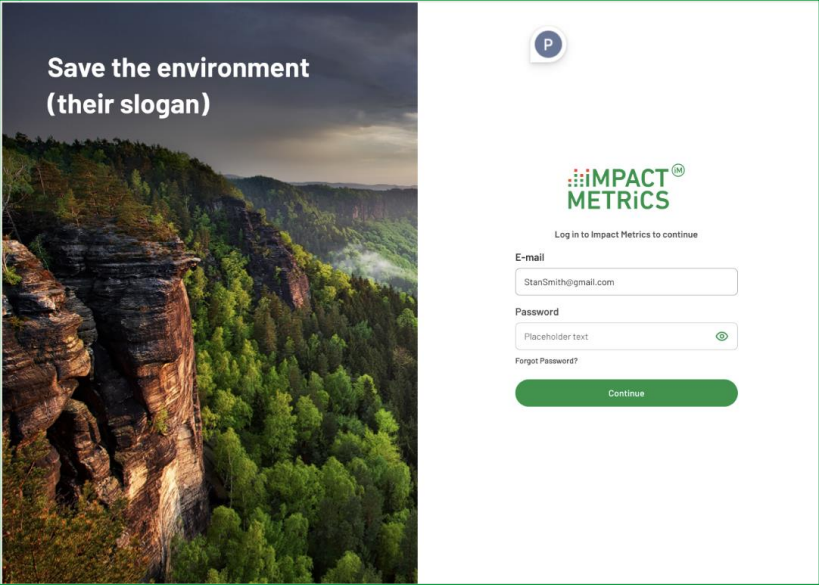 Save the environment
(their slogan)
P
iMPACT iM
METRiCS
Log in to Impact Metrics to continue
E-mail
StanSmith@gmail.com
Password
Placeholder text
Forgot Password?
Continue